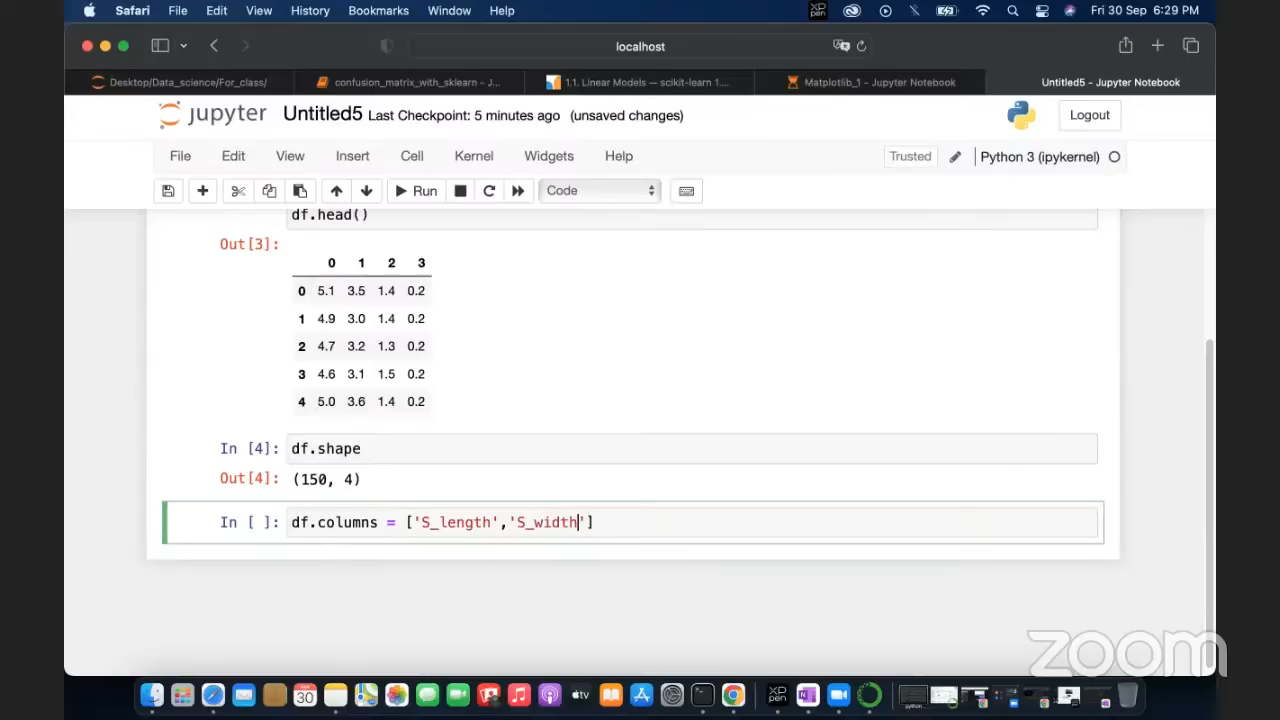 Safari File Edit View History Bookmarks Window Help XP PEN Fri 30 Sep 6:29 PM
localhost
Desktop/Data_science/For_class/ confusion_matrix_with_sklearn - J... 1.1. Linear Models — scikit-learn 1.... Matplotlib_1 - Jupyter Notebook Untitled5 - Jupyter Notebook
jupyter Untitled5 Last Checkpoint: 5 minutes ago (unsaved changes) Logout
File Edit View Insert Cell Kernel Widgets Help Trusted Python 3 (ipykernel)
Run Code
df.head()
Out[3]:
0 1 2 3
0 5.1 3.5 1.4 0.2
1 4.9 3.0 1.4 0.2
2 4.7 3.2 1.3 0.2
3 4.6 3.1 1.5 0.2
4 5.0 3.6 1.4 0.2
In [4]: df.shape
Out[4]: (150, 4)
In [ ]: df.columns = ['S_length','S_width']
zoom
30 tv XP PEN N